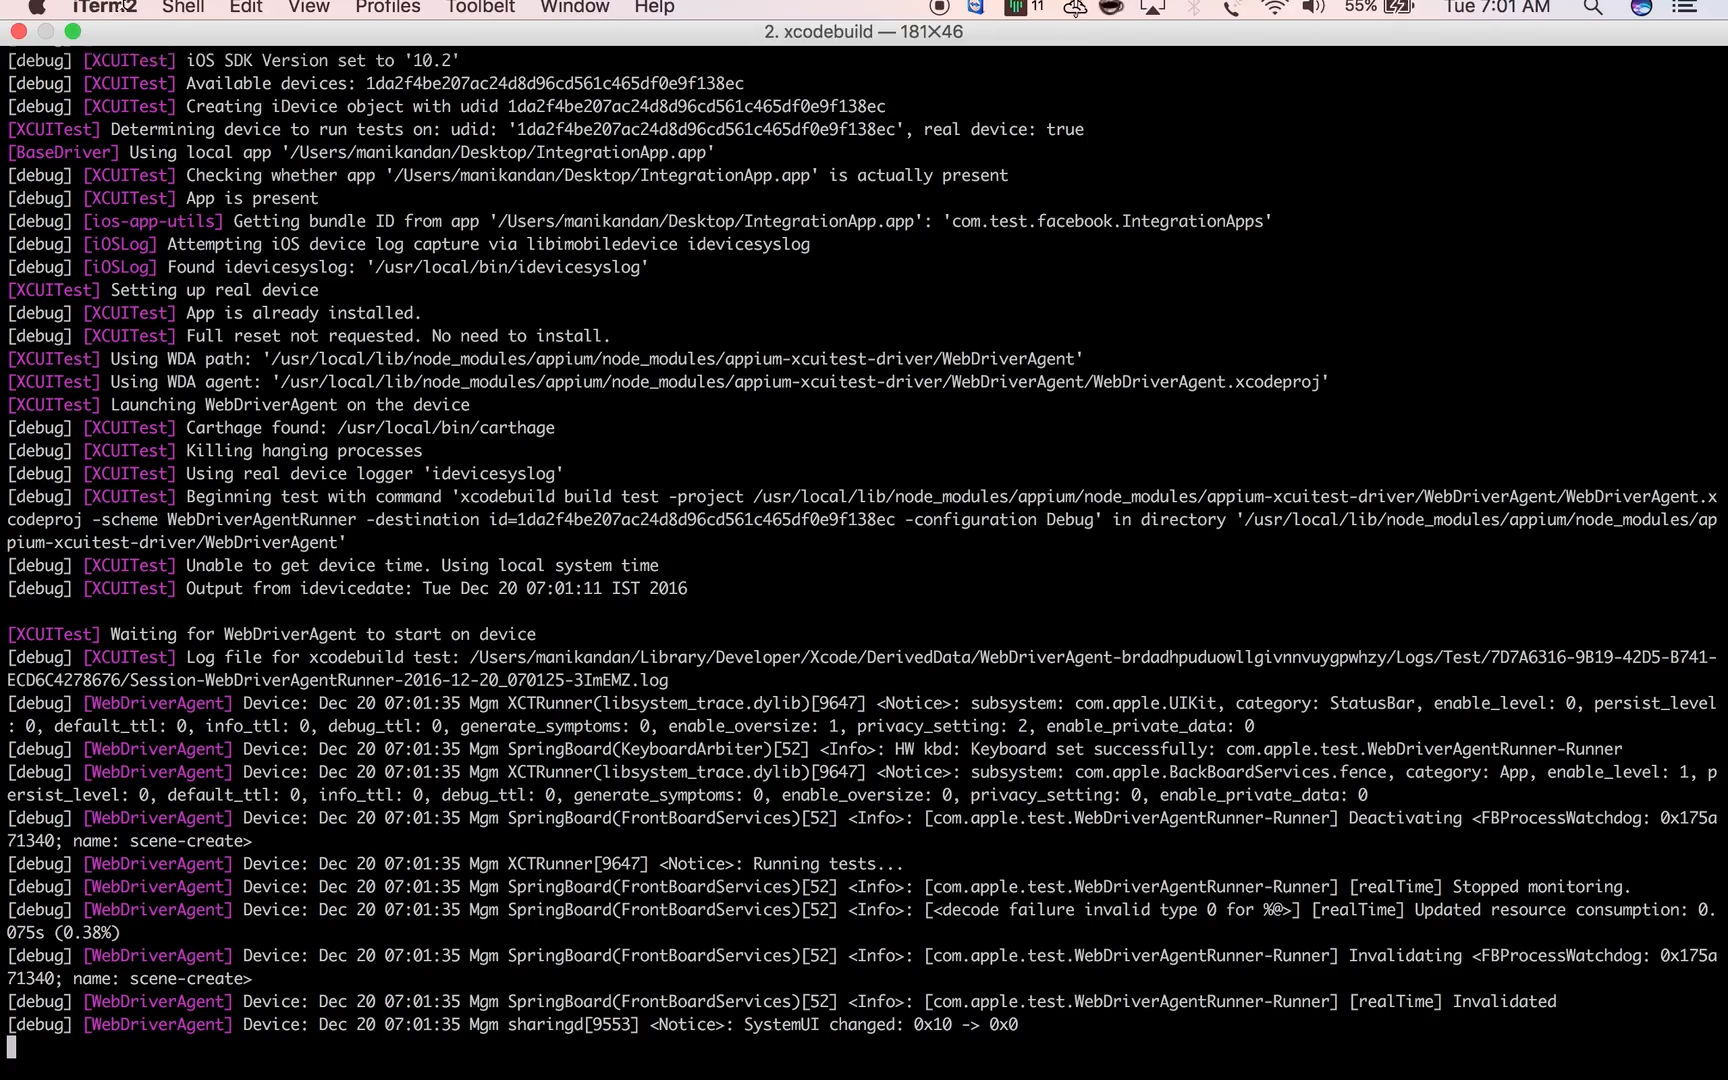 iTerm2 Shell Edit View Profiles Toolbelt Window Help 11 55% Tue 7:01 AM
2. xcodebuild — 181×46
[debug] [XCUITest] iOS SDK Version set to '10.2'
[debug] [XCUITest] Available devices: 1da2f4be207ac24d8d96cd561c465df0e9f138ec
[debug] [XCUITest] Creating iDevice object with udid 1da2f4be207ac24d8d96cd561c465df0e9f138ec
[XCUITest] Determining device to run tests on: udid: '1da2f4be207ac24d8d96cd561c465df0e9f138ec', real device: true
[BaseDriver] Using local app '/Users/manikandan/Desktop/IntegrationApp.app'
[debug] [XCUITest] Checking whether app '/Users/manikandan/Desktop/IntegrationApp.app' is actually present
[debug] [XCUITest] App is present
[debug] [ios-app-utils] Getting bundle ID from app '/Users/manikandan/Desktop/IntegrationApp.app': 'com.test.facebook.IntegrationApps'
[debug] [iOSLog] Attempting iOS device log capture via libimobiledevice idevicesyslog
[debug] [iOSLog] Found idevicesyslog: '/usr/local/bin/idevicesyslog'
[XCUITest] Setting up real device
[debug] [XCUITest] App is already installed.
[debug] [XCUITest] Full reset not requested. No need to install.
[XCUITest] Using WDA path: '/usr/local/lib/node_modules/appium/node_modules/appium-xcuitest-driver/WebDriverAgent'
[XCUITest] Using WDA agent: '/usr/local/lib/node_modules/appium/node_modules/appium-xcuitest-driver/WebDriverAgent/WebDriverAgent.xcodeproj'
[XCUITest] Launching WebDriverAgent on the device
[debug] [XCUITest] Carthage found: /usr/local/bin/carthage
[debug] [XCUITest] Killing hanging processes
[debug] [XCUITest] Using real device logger 'idevicesyslog'
[debug] [XCUITest] Beginning test with command 'xcodebuild build test -project /usr/local/lib/node_modules/appium/node_modules/appium-xcuitest-driver/WebDriverAgent/WebDriverAgent.x
codeproj -scheme WebDriverAgentRunner -destination id=1da2f4be207ac24d8d96cd561c465df0e9f138ec -configuration Debug' in directory '/usr/local/lib/node_modules/appium/node_modules/ap
pium-xcuitest-driver/WebDriverAgent'
[debug] [XCUITest] Unable to get device time. Using local system time
[debug] [XCUITest] Output from idevicedate: Tue Dec 20 07:01:11 IST 2016
[XCUITest] Waiting for WebDriverAgent to start on device
[debug] [XCUITest] Log file for xcodebuild test: /Users/manikandan/Library/Developer/Xcode/DerivedData/WebDriverAgent-brdadhpuduowllgivnnvuygpwhzy/Logs/Test/7D7A6316-9B19-42D5-B741-
ECD6C4278676/Session-WebDriverAgentRunner-2016-12-20_070125-3ImEMZ.log
[debug] [WebDriverAgent] Device: Dec 20 07:01:35 Mgm XCTRunner(libsystem_trace.dylib)[9647] <Notice>: subsystem: com.apple.UIKit, category: StatusBar, enable_level: 0, persist_level
: 0, default_ttl: 0, info_ttl: 0, debug_ttl: 0, generate_symptoms: 0, enable_oversize: 1, privacy_setting: 2, enable_private_data: 0
[debug] [WebDriverAgent] Device: Dec 20 07:01:35 Mgm SpringBoard(KeyboardArbiter)[52] <Info>: HW kbd: Keyboard set successfully: com.apple.test.WebDriverAgentRunner-Runner
[debug] [WebDriverAgent] Device: Dec 20 07:01:35 Mgm XCTRunner(libsystem_trace.dylib)[9647] <Notice>: subsystem: com.apple.BackBoardServices.fence, category: App, enable_level: 1, p
ersist_level: 0, default_ttl: 0, info_ttl: 0, debug_ttl: 0, generate_symptoms: 0, enable_oversize: 0, privacy_setting: 0, enable_private_data: 0
[debug] [WebDriverAgent] Device: Dec 20 07:01:35 Mgm SpringBoard(FrontBoardServices)[52] <Info>: [com.apple.test.WebDriverAgentRunner-Runner] Deactivating <FBProcessWatchdog: 0x175a
71340; name: scene-create>
[debug] [WebDriverAgent] Device: Dec 20 07:01:35 Mgm XCTRunner[9647] <Notice>: Running tests...
[debug] [WebDriverAgent] Device: Dec 20 07:01:35 Mgm SpringBoard(FrontBoardServices)[52] <Info>: [com.apple.test.WebDriverAgentRunner-Runner] [realTime] Stopped monitoring.
[debug] [WebDriverAgent] Device: Dec 20 07:01:35 Mgm SpringBoard(FrontBoardServices)[52] <Info>: [<decode failure invalid type 0 for %@>] [realTime] Updated resource consumption: 0.
075s (0.38%)
[debug] [WebDriverAgent] Device: Dec 20 07:01:35 Mgm SpringBoard(FrontBoardServices)[52] <Info>: [com.apple.test.WebDriverAgentRunner-Runner] Invalidating <FBProcessWatchdog: 0x175a
71340; name: scene-create>
[debug] [WebDriverAgent] Device: Dec 20 07:01:35 Mgm SpringBoard(FrontBoardServices)[52] <Info>: [com.apple.test.WebDriverAgentRunner-Runner] [realTime] Invalidated
[debug] [WebDriverAgent] Device: Dec 20 07:01:35 Mgm sharingd[9553] <Notice>: SystemUI changed: 0x10 -> 0x0